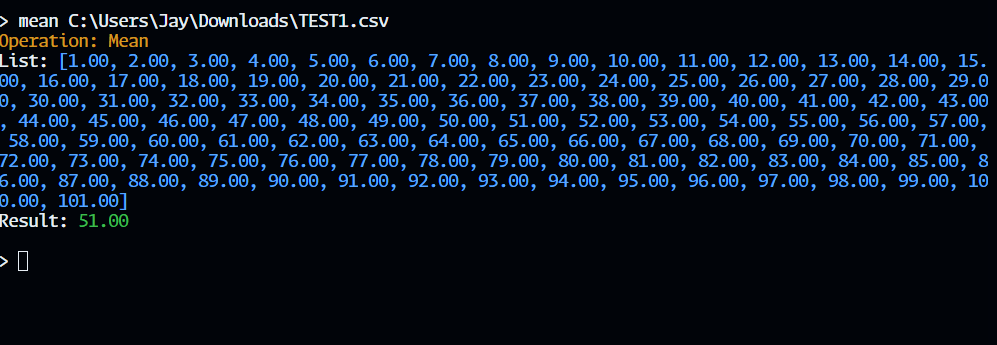 > mean C:\Users\Jay\Downloads\TEST1.csv
Operation: Mean
List: [1.00, 2.00, 3.00, 4.00, 5.00, 6.00, 7.00, 8.00, 9.00, 10.00, 11.00, 12.00, 13.00, 14.00, 15.
00, 16.00, 17.00, 18.00, 19.00, 20.00, 21.00, 22.00, 23.00, 24.00, 25.00, 26.00, 27.00, 28.00, 29.0
0, 30.00, 31.00, 32.00, 33.00, 34.00, 35.00, 36.00, 37.00, 38.00, 39.00, 40.00, 41.00, 42.00, 43.00
, 44.00, 45.00, 46.00, 47.00, 48.00, 49.00, 50.00, 51.00, 52.00, 53.00, 54.00, 55.00, 56.00, 57.00,
58.00, 59.00, 60.00, 61.00, 62.00, 63.00, 64.00, 65.00, 66.00, 67.00, 68.00, 69.00, 70.00, 71.00,
72.00, 73.00, 74.00, 75.00, 76.00, 77.00, 78.00, 79.00, 80.00, 81.00, 82.00, 83.00, 84.00, 85.00, 8
6.00, 87.00, 88.00, 89.00, 90.00, 91.00, 92.00, 93.00, 94.00, 95.00, 96.00, 97.00, 98.00, 99.00, 10
0.00, 101.00]
Result: 51.00
>